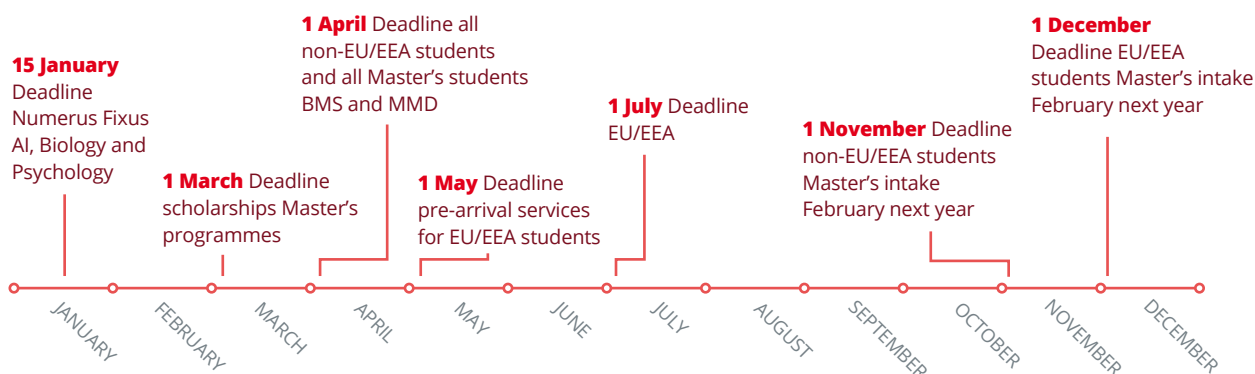 15 January
Deadline
Numerus Fixus
AI, Biology and
Psychology
1 March Deadline
scholarships Master's
programmes
1 April Deadline all
non-EU/EEA students
and all Master's students
BMS and MMD
1 May Deadline
pre-arrival services
for EU/EEA students
1 July Deadline
EU/EEA
1 November Deadline
non-EU/EEA students
Master's intake
February next year
1 December
Deadline EU/EEA
students Master's intake
February next year
JANUARY
FEBRUARY
MARCH
APRIL
MAY
JUNE
JULY
AUGUST
SEPTEMBER
OCTOBER
NOVEMBER
DECEMBER